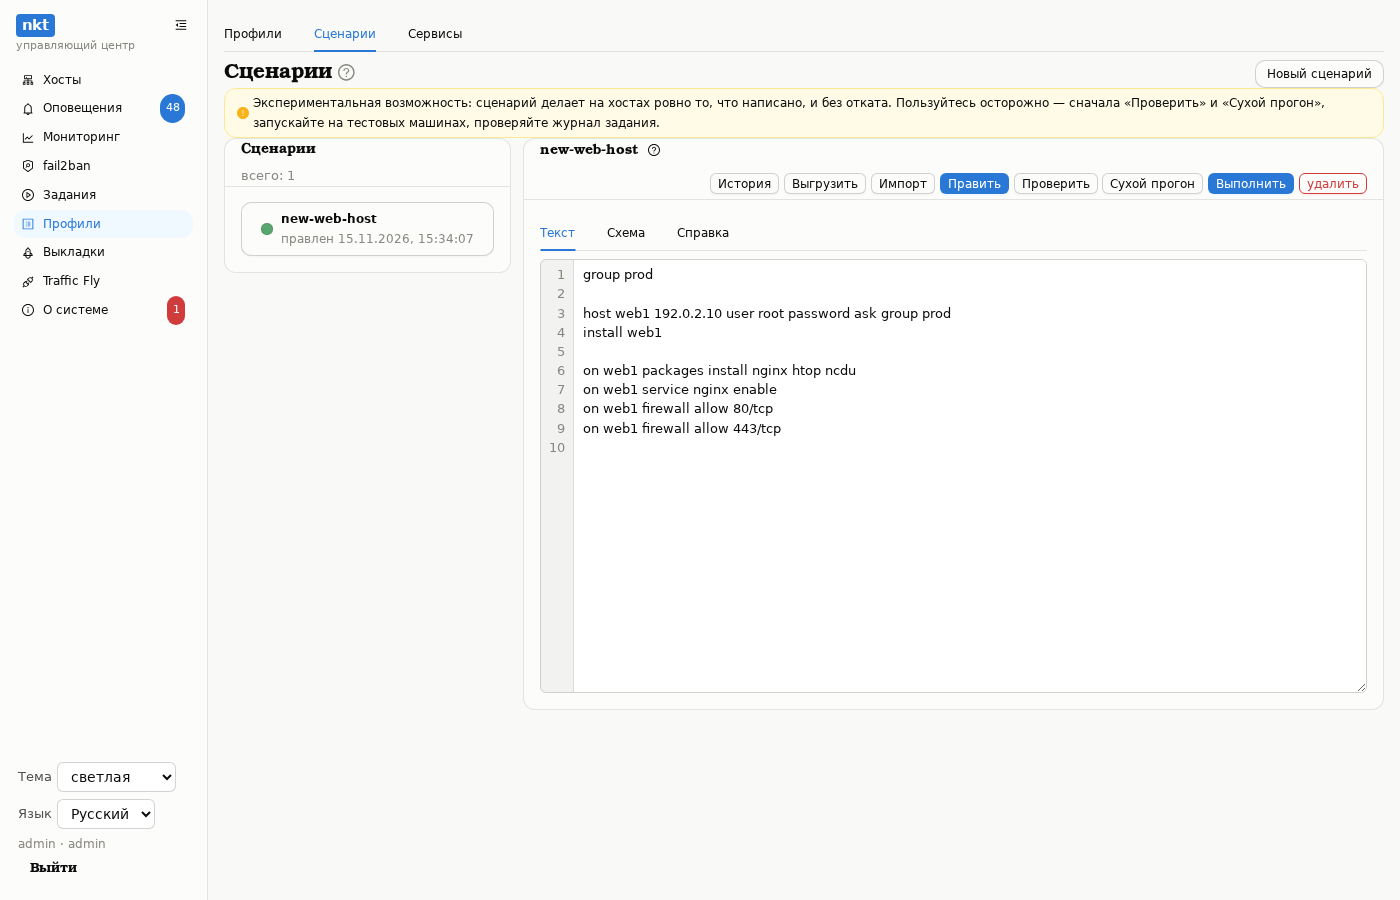 nkt
управляющий центр
Хосты
Оповещения 48
Мониторинг
fail2ban
Задания
Профили
Выкладки
Traffic Fly
О системе 1
Тема светлая
Язык Русский
admin · admin
Выйти
Профили Сценарии Сервисы
Сценарии ?
Новый сценарий
! Экспериментальная возможность: сценарий делает на хостах ровно то, что написано, и без отката. Пользуйтесь осторожно — сначала «Проверить» и «Сухой прогон»,
запускайте на тестовых машинах, проверяйте журнал задания.
Сценарии
всего: 1
new-web-host
правлен 15.11.2026, 15:34:07
new-web-host ?
История Выгрузить Импорт Править Проверить Сухой прогон Выполнить удалить
Текст Схема Справка
1 group prod
2
3 host web1 192.0.2.10 user root password ask group prod
4 install web1
5
6 on web1 packages install nginx htop ncdu
7 on web1 service nginx enable
8 on web1 firewall allow 80/tcp
9 on web1 firewall allow 443/tcp
10